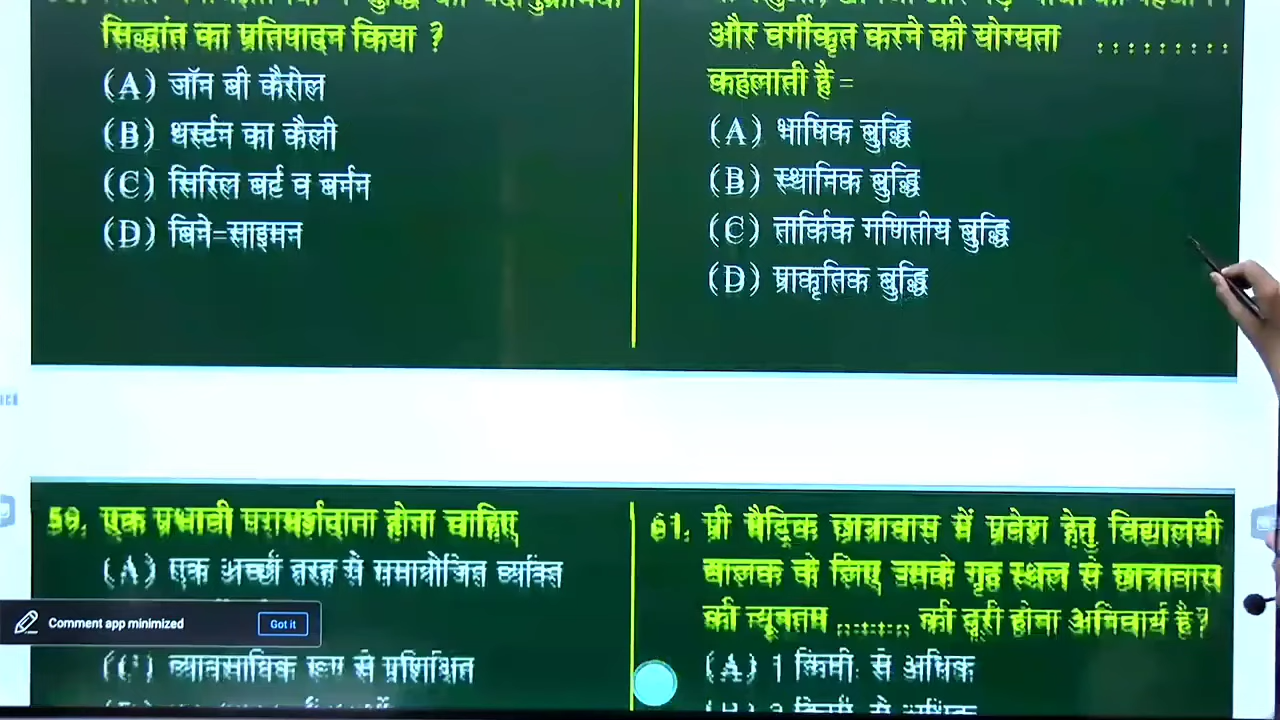 सिद्धांत का प्रतिपादन किया ?
(A) जॉन बी कैरोल
(B) थर्स्टन का कैली
(C) सिरिल बर्ट व बर्नन
(D) बिने-साइमन
और वर्गीकृत करने की योग्यता .........
कहलाती है -
(A) भाषिक बुद्धि
(B) स्थानिक बुद्धि
(C) तार्किक गणितीय बुद्धि
(D) प्राकृतिक बुद्धि
59. एक प्रभावी परामर्शदाता होना चाहिए
(A) एक अच्छी तरह से समायोजित व्यक्ति
(C) व्यावसायिक रूप से प्रशिक्षित
61. प्री मैट्रिक छात्रावास में प्रवेश हेतु विद्यालयी
बालक के लिए उसके गृह स्थल से छात्रावास
की न्यूनतम ........ की दूरी होना अनिवार्य है?
(A) 1 किमी. से अधिक
Comment app minimized
Got it